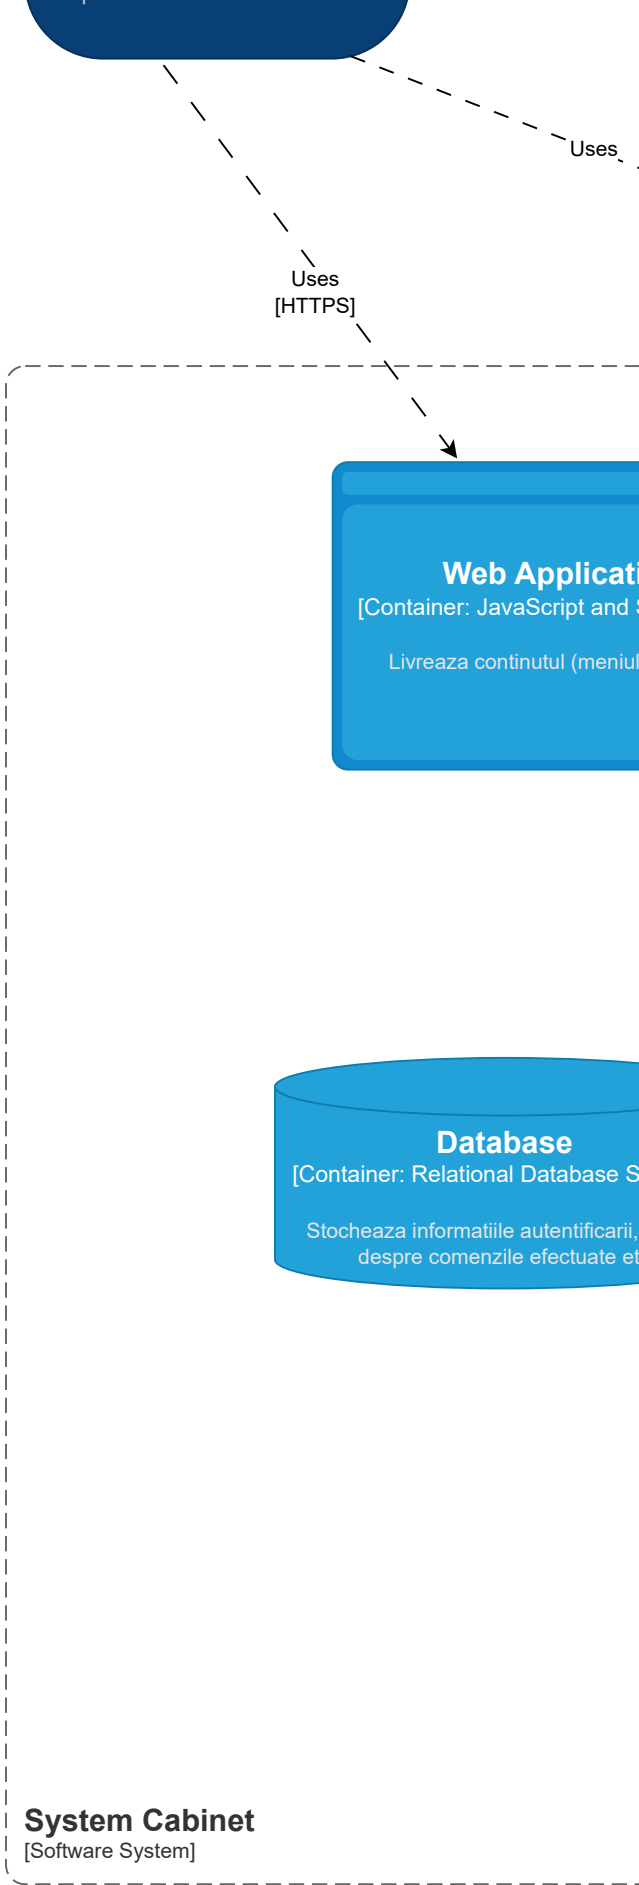 Uses
Uses
[HTTPS]
Web Applicati
[Container: JavaScript and S
Livreaza continutul (meniul
Database
[Container: Relational Database S
Stocheaza informatiile autentificarii,
despre comenzile efectuate et
System Cabinet
[Software System]